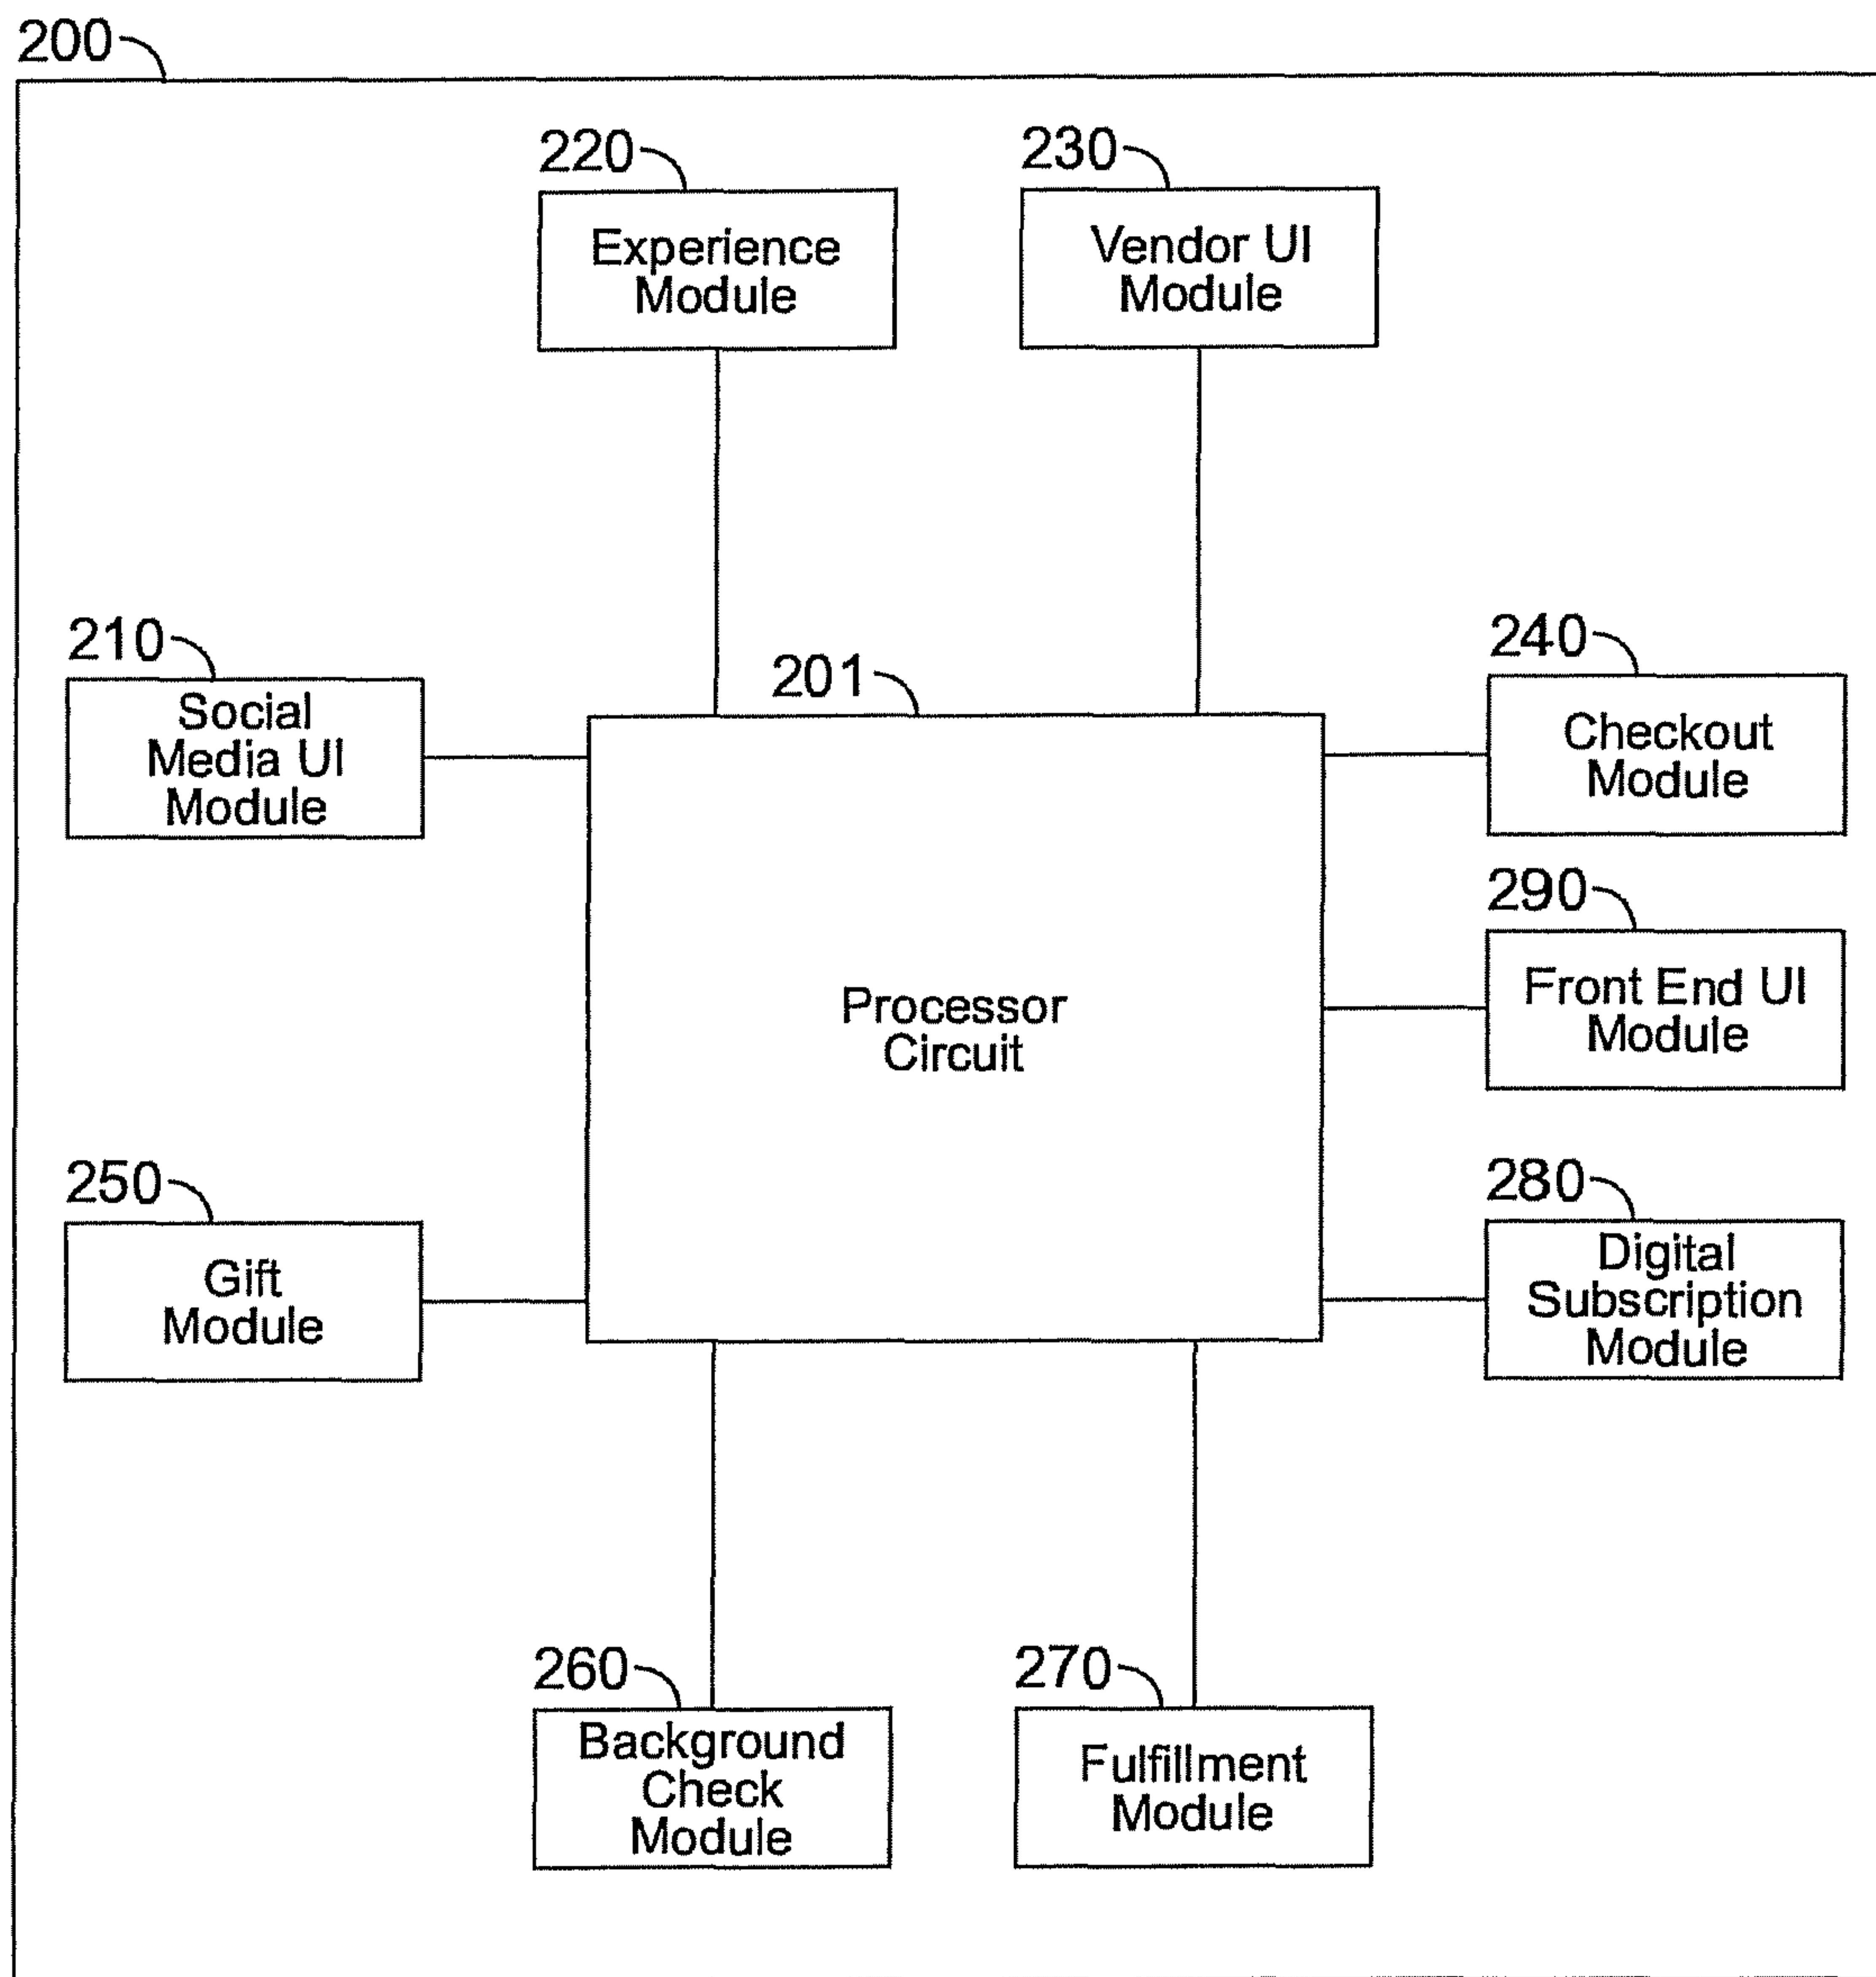 200
220
Experience
Module
230
Vendor UI
Module
210
Social
Media UI
Module
201
Processor
Circuit
240
Checkout
Module
290
Front End UI
Module
250
Gift
Module
280
Digital
Subscription
Module
260
Background
Check
Module
270
Fulfillment
Module